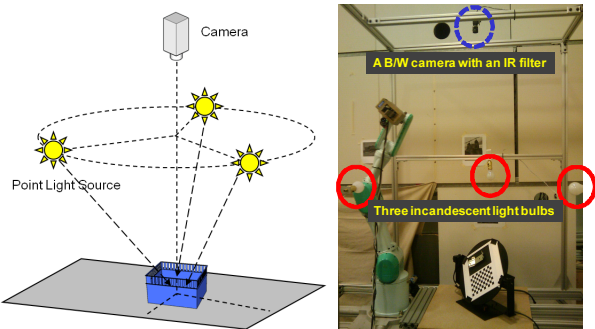 Camera
Point Light Source
A B/W camera with an IR filter
Three incandescent light bulbs